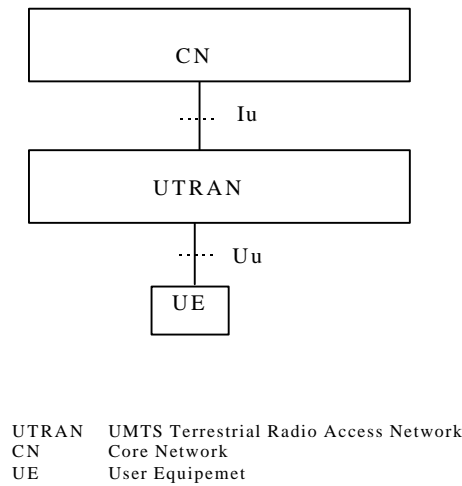 CN
Iu
UTRAN
Uu
UE
UTRAN UMTS Terrestrial Radio Access Network
CN Core Network
UE User Equipemet